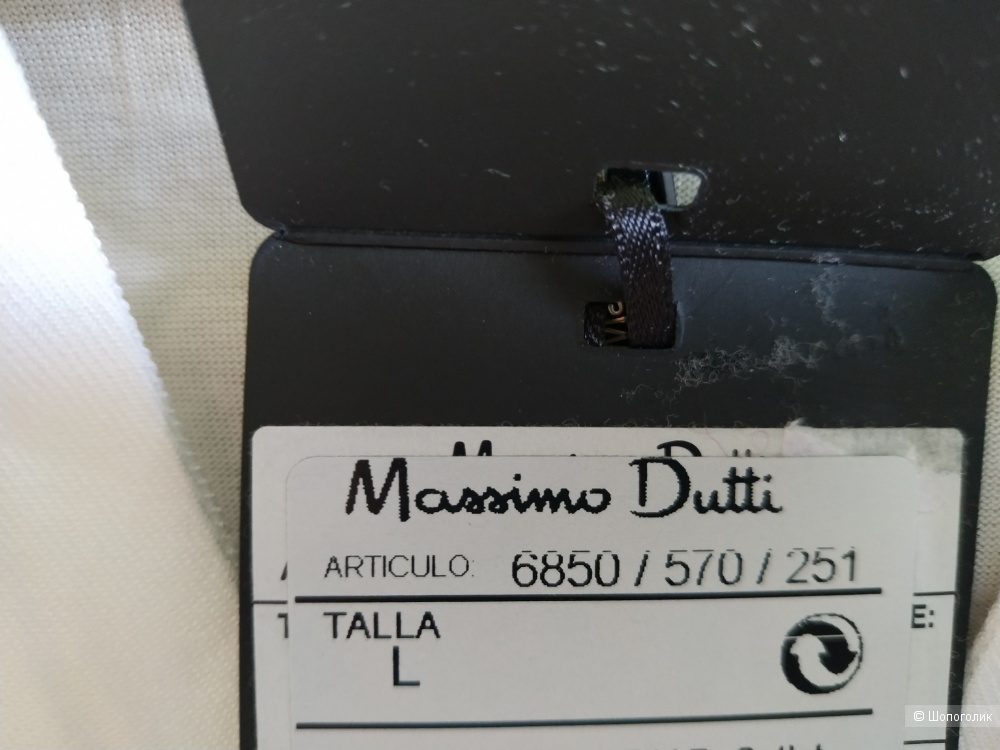 Massimo Dutti
ARTICULO: 6850 / 570 / 251
TALLA
L
E:
© Шопоголик